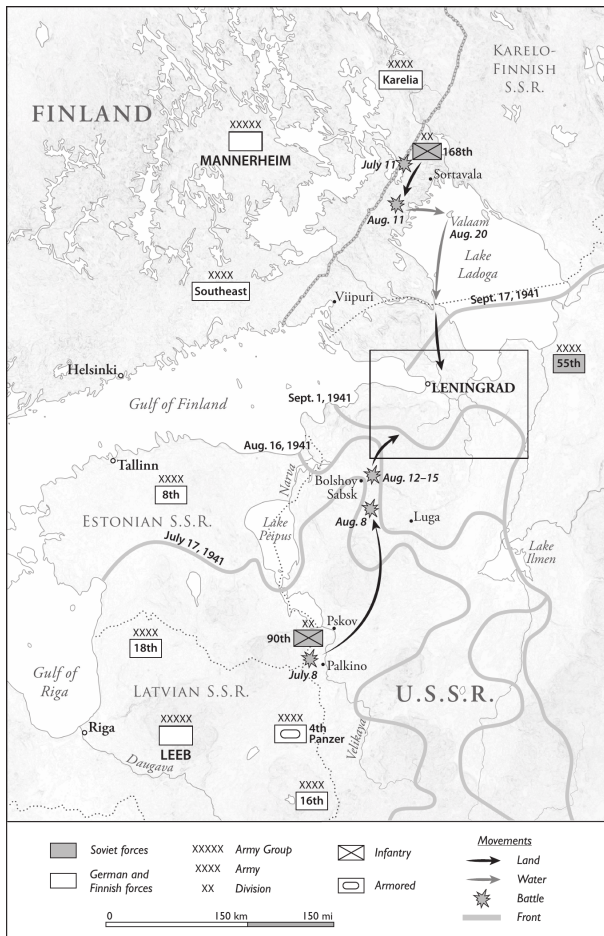 KARELO-
FINNISH
S.S.R.
XXXX
Karelia
FINLAND
XXXXX
MANNERHEIM
XX
168th
July 11
Sortavala
Aug. 11
Valaam
Aug. 20
Lake
Ladoga
XXXX
Southeast
Viipuri
Sept. 17, 1941
XXXX
55th
Helsinki
LENINGRAD
Gulf of Finland
Sept. 1, 1941
Aug. 16, 1941
Tallinn
Narva
Bolshoy
Sabsk
Aug. 12–15
XXXX
8th
Aug. 8
Luga
ESTONIAN S.S.R.
Lake
Peipus
July 17, 1941
Lake
Ilmen
XX
90th
Pskov
XXXX
18th
July 8
Palkino
Gulf of
Riga
LATVIAN S.S.R.
U.S.S.R.
Riga
XXXXX
LEEB
XXXX
4th
Panzer
Velikaya
Daugava
XXXX
16th
Soviet forces
German and
Finnish forces
XXXXX Army Group
XXXX Army
XX Division
Infantry
Armored
Movements
Land
Water
Battle
Front
0 150 km 150 mi